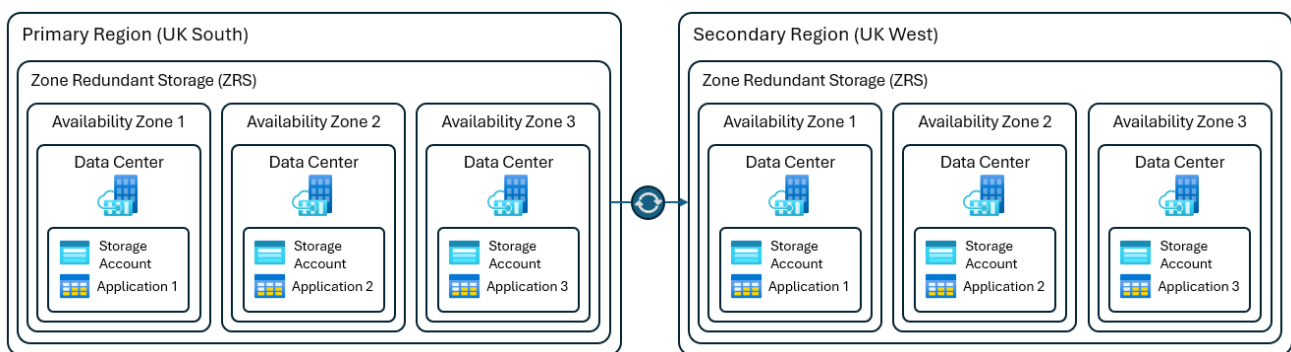 Primary Region (UK South)
Zone Redundant Storage (ZRS)
Availability Zone 1
Data Center
Storage
Account
Application 1
Availability Zone 2
Data Center
Storage
Account
Application 2
Availability Zone 3
Data Center
Storage
Account
Application 3
Secondary Region (UK West)
Zone Redundant Storage (ZRS)
Availability Zone 1
Data Center
Storage
Account
Application 1
Availability Zone 2
Data Center
Storage
Account
Application 2
Availability Zone 3
Data Center
Storage
Account
Application 3